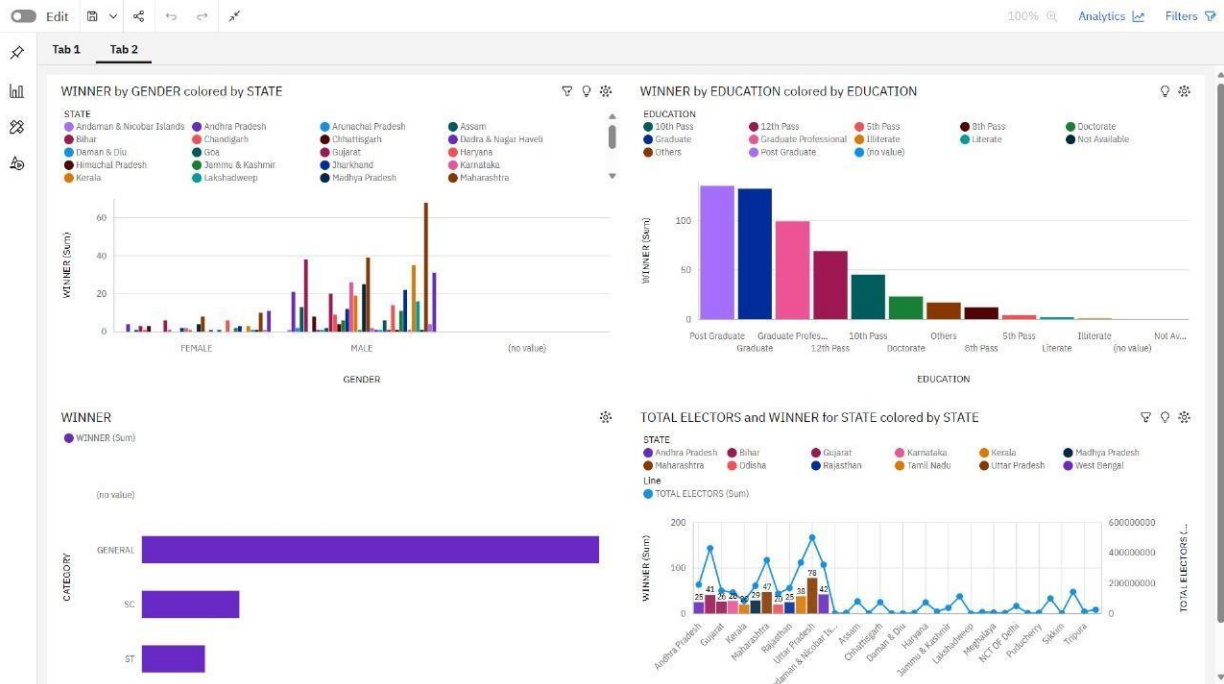 Edit
100%
Analytics
Filters
Tab 1
Tab 2
WINNER by GENDER colored by STATE
STATE
Andaman & Nicobar Islands
Andhra Pradesh
Arunachal Pradesh
Assam
Bihar
Chandigarh
Chhattisgarh
Dadra & Nagar Haveli
Daman & Diu
Goa
Gujarat
Haryana
Himachal Pradesh
Jammu & Kashmir
Jharkhand
Karnataka
Kerala
Lakshadweep
Madhya Pradesh
Maharashtra
WINNER (Sum)
60
40
20
0
FEMALE
MALE
(no value)
GENDER
WINNER by EDUCATION colored by EDUCATION
EDUCATION
10th Pass
12th Pass
5th Pass
8th Pass
Doctorate
Graduate
Graduate Professional
Illiterate
Literate
Not Available
Others
Post Graduate
(no value)
WINNER (Sum)
100
50
0
Post Graduate
Graduate
Graduate Profes...
12th Pass
10th Pass
Doctorate
Others
8th Pass
5th Pass
Literate
Illiterate
(no value)
Not Av...
EDUCATION
WINNER
WINNER (Sum)
CATEGORY
(no value)
GENERAL
SC
ST
TOTAL ELECTORS and WINNER for STATE colored by STATE
STATE
Andhra Pradesh
Bihar
Gujarat
Karnataka
Kerala
Madhya Pradesh
Maharashtra
Odisha
Rajasthan
Tamil Nadu
Uttar Pradesh
West Bengal
Line
TOTAL ELECTORS (Sum)
WINNER (Sum)
200
100
0
25
41
26
28
20
29
47
20
25
38
78
42
600000000
400000000
200000000
0
TOTAL ELECTORS (...
Andhra Pradesh
Gujarat
Kerala
Maharashtra
Rajasthan
Uttar Pradesh
ndaman & Nicobar Is...
Assam
Chhattisgarh
Daman & Diu
Haryana
Jammu & Kashmir
Lakshadweep
Meghalaya
NCT OF Delhi
Puducherry
Sikkim
Tripura